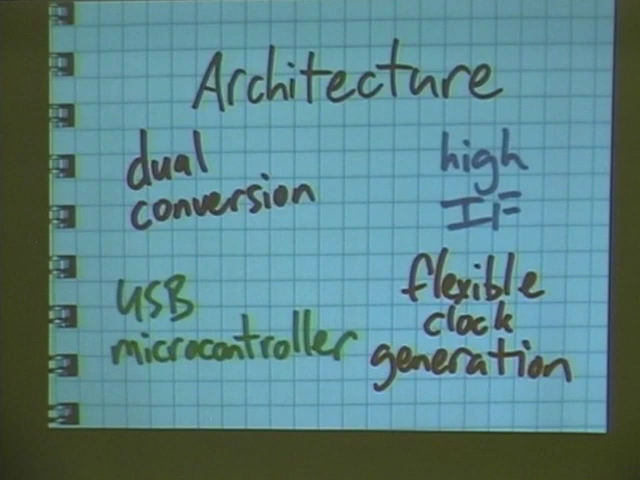 Architecture
dual
conversion
high
IF
USB
microcontroller
flexible
clock
generation